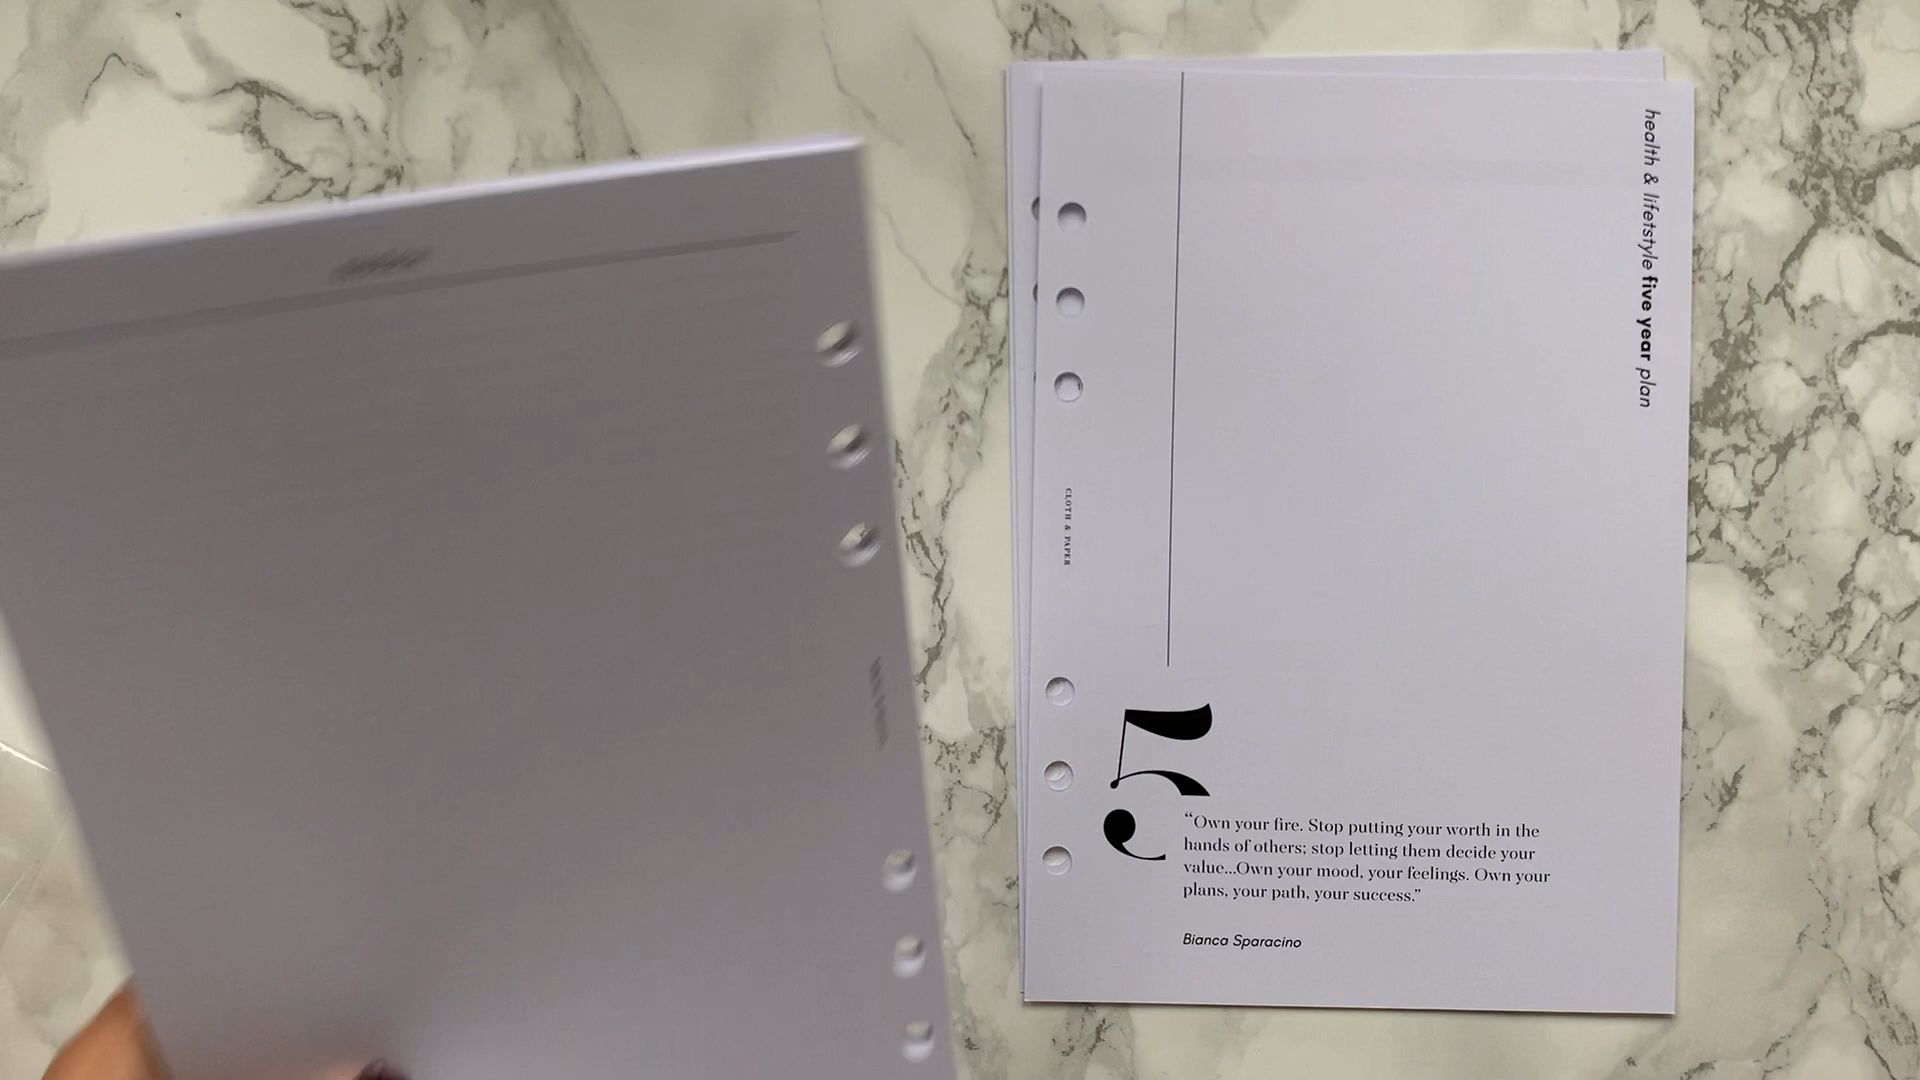 health & lifetstyle five year plan
CLOTH & PAPER
5
“Own your fire. Stop putting your worth in the
hands of others; stop letting them decide your
value...Own your mood, your feelings. Own your
plans, your path, your success.”
Bianca Sparacino